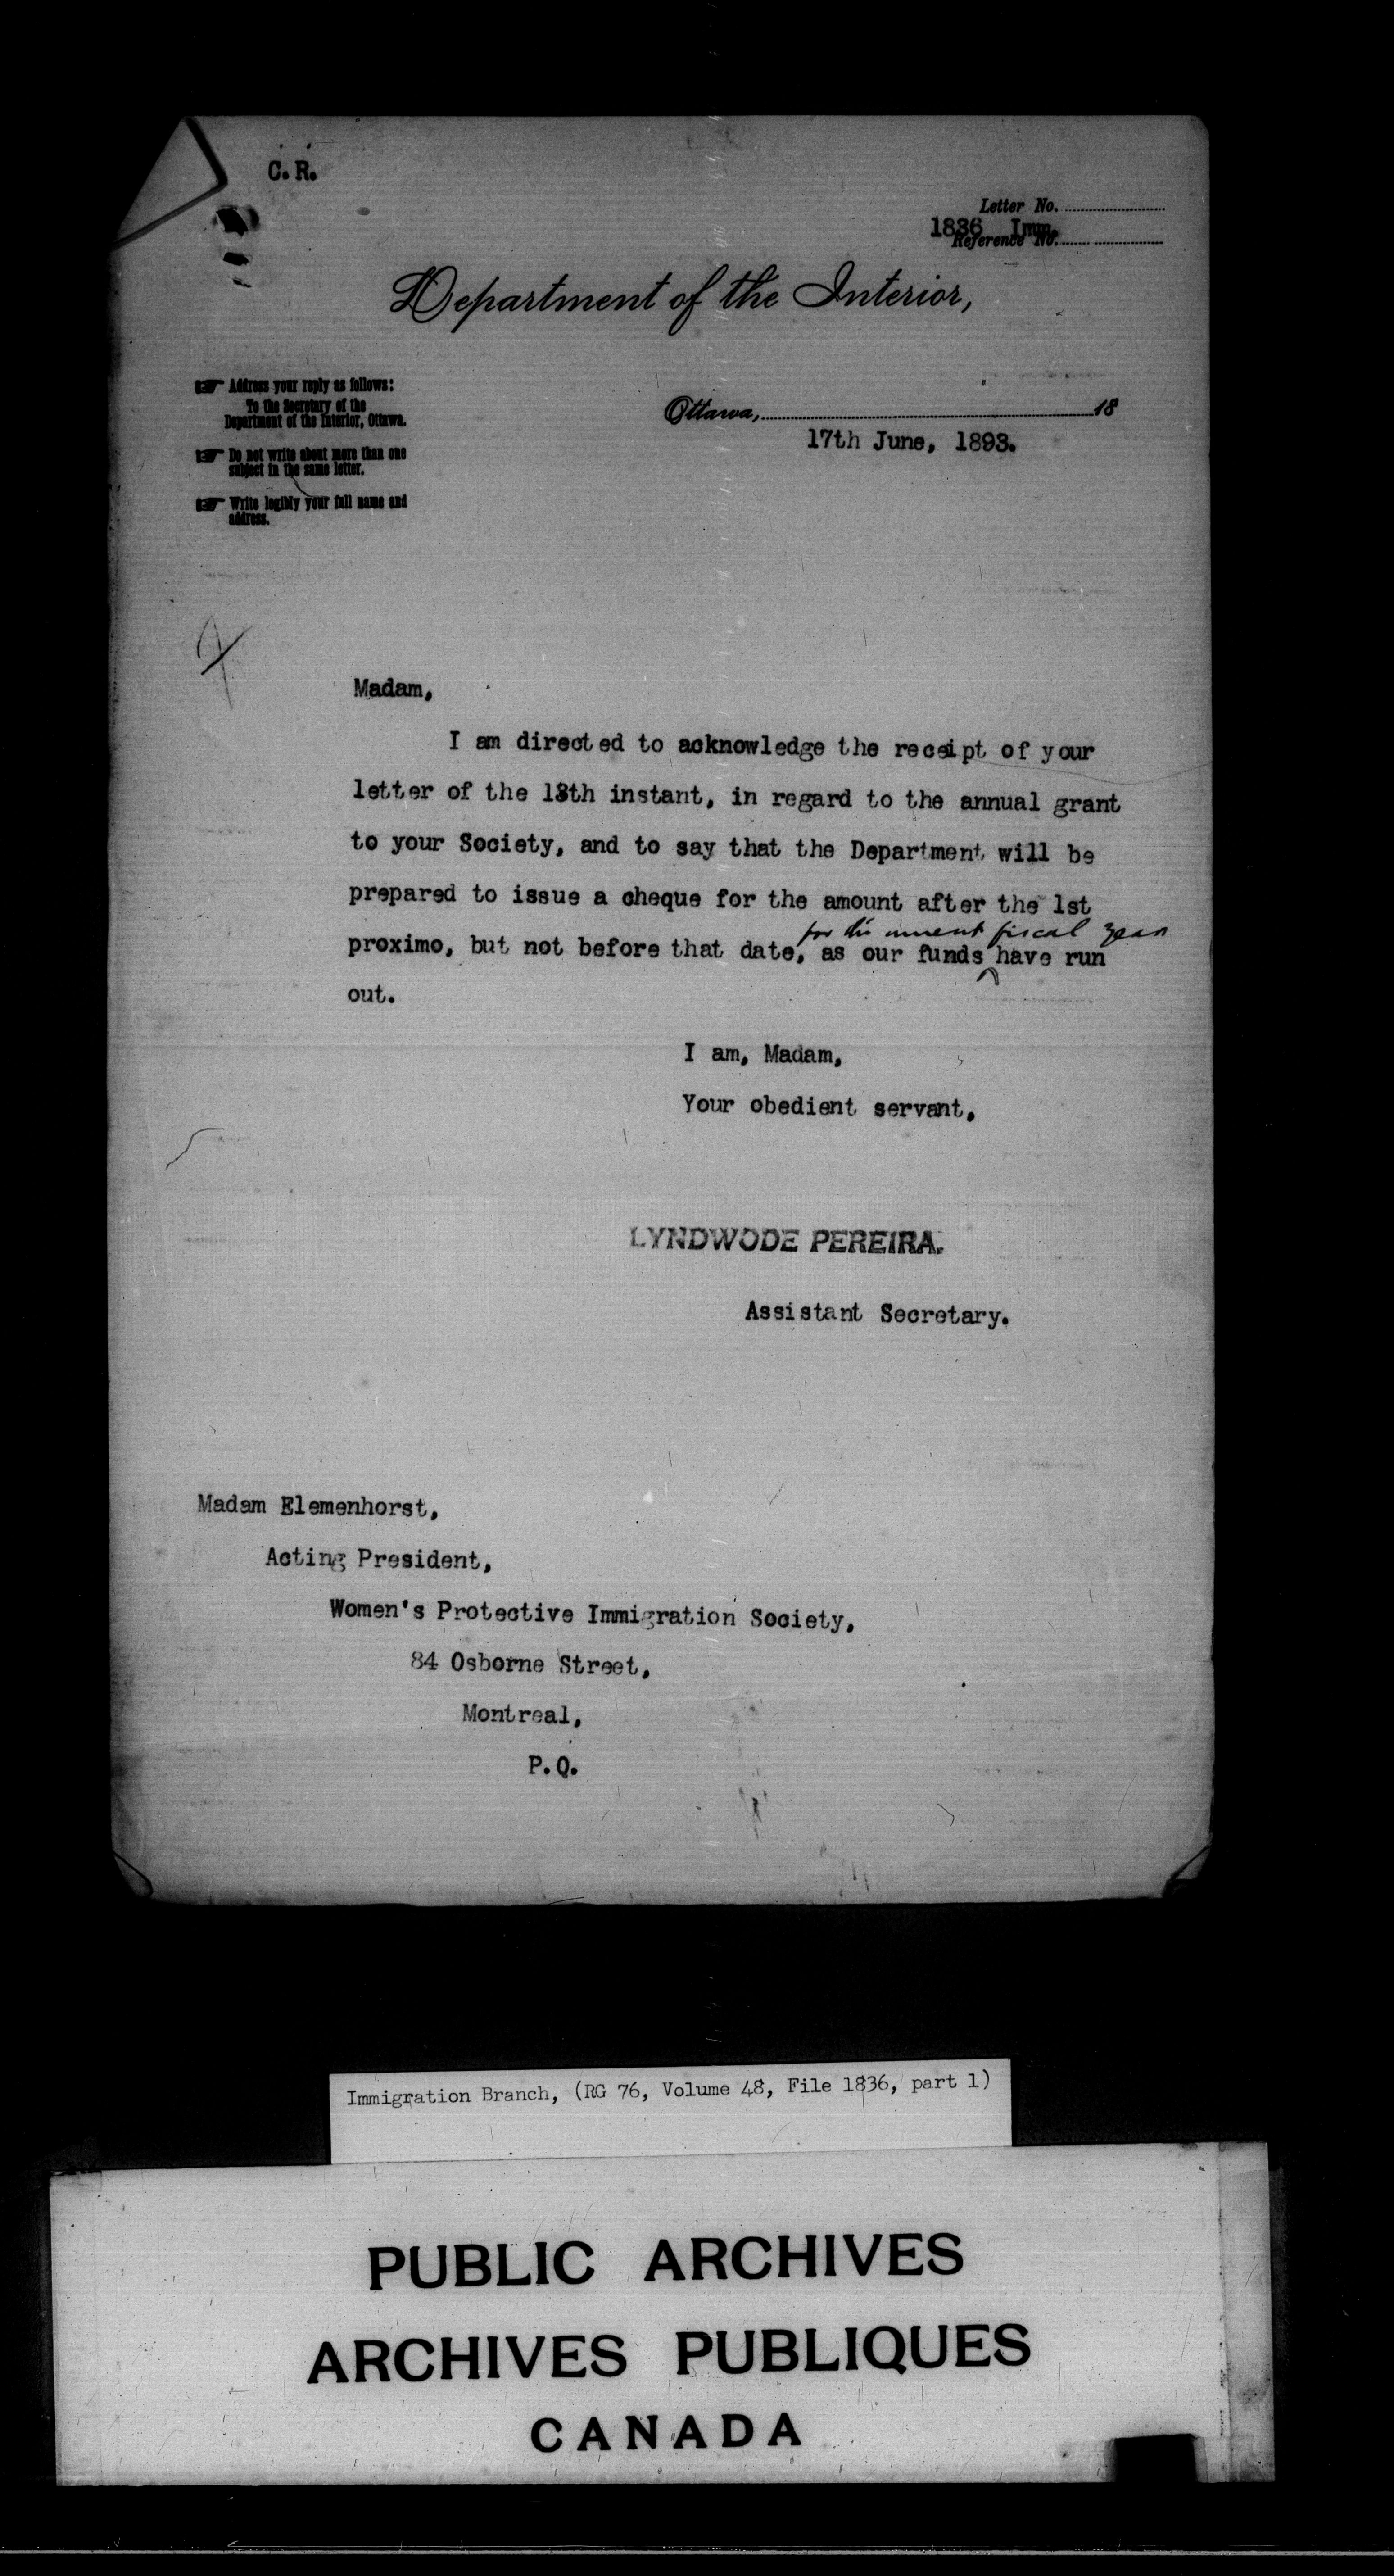 C. R.
Letter No.
1836 Imm.
Reference No.
Department of the Interior,
Address your reply as follows:
To the Secretary of the
Department of the Interior, Ottawa.
Do not write about more than one
subject in the same letter.
Write legibly your full name and
address.
Ottawa, 18
17th June, 1893.
Madam,
I am directed to acknowledge the receipt of your
letter of the 13th instant, in regard to the annual grant
to your Society, and to say that the Department will be
prepared to issue a cheque for the amount after the 1st
for the current fiscal year
proximo, but not before that date, as our funds have run
out.
I am, Madam,
Your obedient servant,
LYNDWODE PEREIRA.
Assistant Secretary.
Madam Elemenhorst,
Acting President,
Women's Protective Immigration Society,
84 Osborne Street,
Montreal,
P.Q.
Immigration Branch, (RG 76, Volume 48, File 1836, part 1)
PUBLIC ARCHIVES
ARCHIVES PUBLIQUES
CANADA